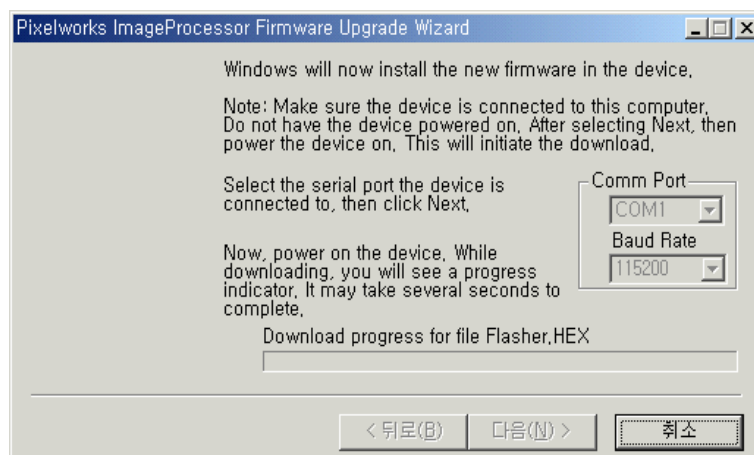 Pixelworks ImageProcessor Firmware Upgrade Wizard
Windows will now install the new firmware in the device.
Note: Make sure the device is connected to this computer.
Do not have the device powered on. After selecting Next, then
power the device on. This will initiate the download.
Select the serial port the device is
connected to, then click Next.
Comm Port
COM1
Baud Rate
115200
Now, power on the device. While
downloading, you will see a progress
indicator. It may take several seconds to
complete.
Download progress for file Flasher.HEX
< 뒤로(B)
다음(N) >
취소